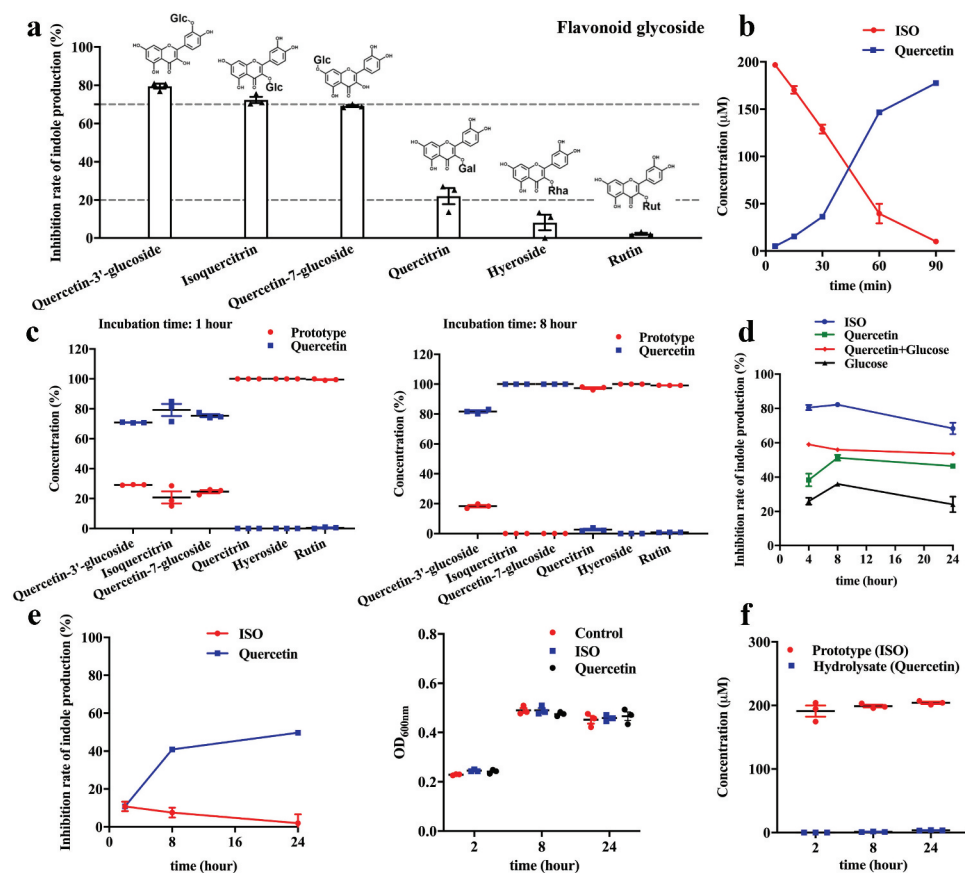 a
Flavonoid glycoside
Inhibition rate of indole production (%)
100
80
60
40
20
0
Glc
Glc
Glc
Gal
Rha
Rut
Quercetin-3'-glucoside
Isoquercitrin
Quercetin-7-glucoside
Quercitrin
Hyeroside
Rutin
b
ISO
Quercetin
Concentration (μM)
200
150
100
50
0
0
30
60
90
time (min)
c
Incubation time: 1 hour
Prototype
Quercetin
Concentration (%)
120
100
80
60
40
20
0
Quercetin-3'-glucoside
Isoquercitrin
Quercetin-7-glucoside
Quercitrin
Hyeroside
Rutin
Incubation time: 8 hour
Prototype
Quercetin
Concentration (%)
120
100
80
60
40
20
0
Quercetin-3'-glucoside
Isoquercitrin
Quercetin-7-glucoside
Quercitrin
Hyeroside
Rutin
d
ISO
Quercetin
Quercetin+Glucose
Glucose
Inhibition rate of indole production (%)
100
80
60
40
20
0
0
4
8
12
16
20
24
time (hour)
e
ISO
Quercetin
Inhibition rate of indole production (%)
100
80
60
40
20
0
0
8
16
24
time (hour)
Control
ISO
Quercetin
OD600nm
0.8
0.6
0.4
0.2
0.0
2
8
24
time (hour)
f
Prototype (ISO)
Hydrolysate (Quercetin)
Concentration (μM)
300
200
100
0
2
8
24
time (hour)